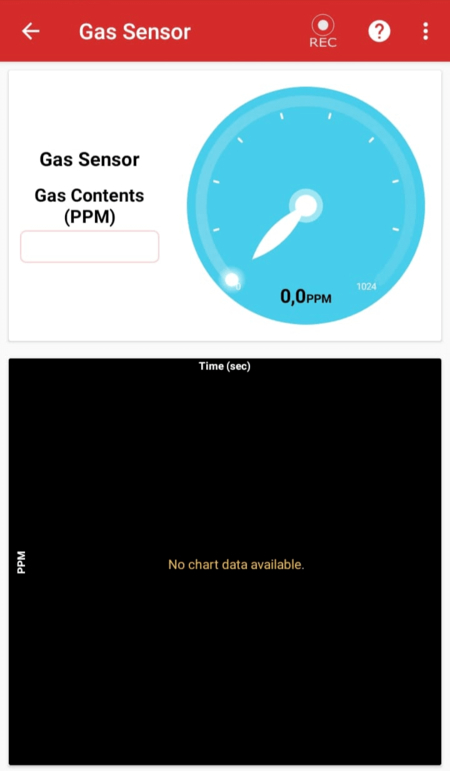 Gas Sensor
REC
?
Gas Sensor
Gas Contents
(PPM)
0
1024
0,0PPM
Time (sec)
PPM
No chart data available.